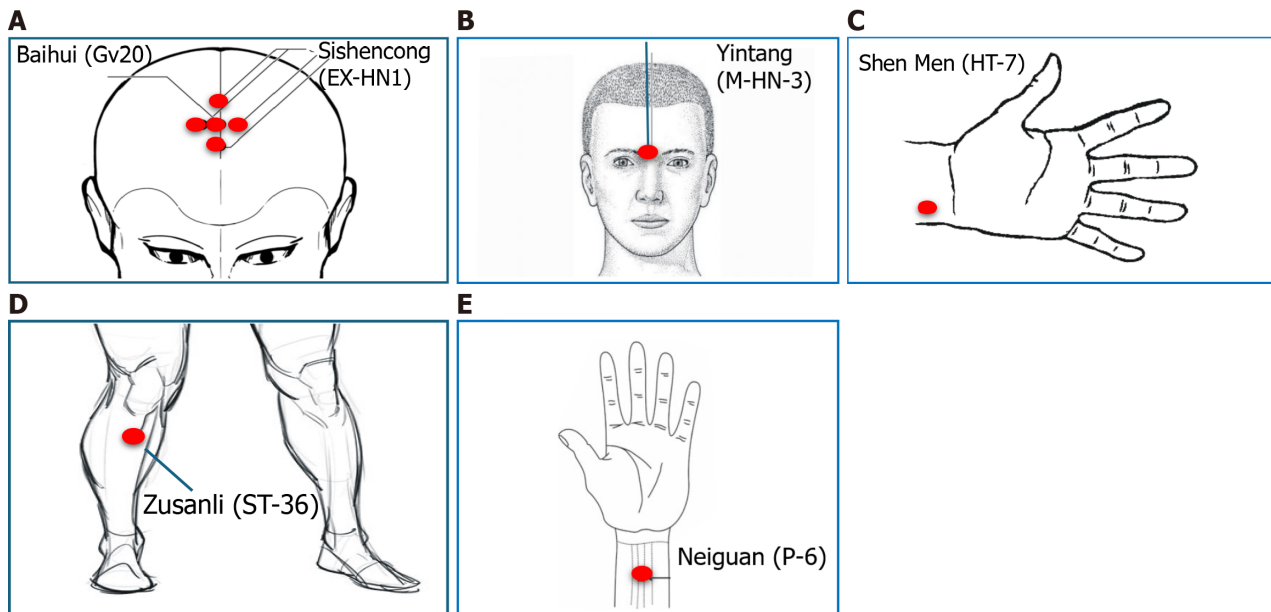 A
Baihui (Gv20)
Sishencong
(EX-HN1)
B
Yintang
(M-HN-3)
C
Shen Men (HT-7)
D
Zusanli (ST-36)
E
Neiguan (P-6)